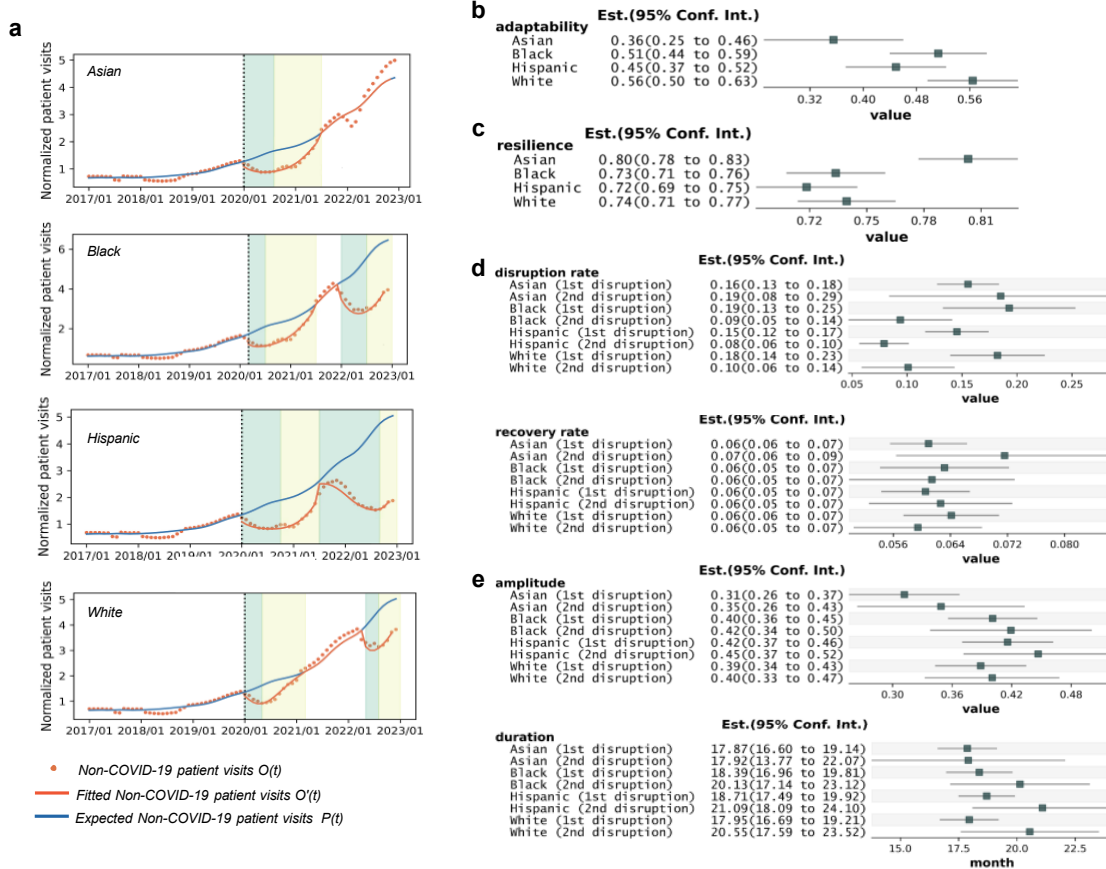 a
Normalized patient visits
Asian
5
4
3
2
1
2017/01 2018/01 2019/01 2020/01 2021/01 2022/01 2023/01
Normalized patient visits
Black
6
4
2
2017/01 2018/01 2019/01 2020/01 2021/01 2022/01 2023/01
Normalized patient visits
Hispanic
5
4
3
2
1
2017/01 2018/01 2019/01 2020/01 2021/01 2022/01 2023/01
Normalized patient visits
White
5
4
3
2
1
2017/01 2018/01 2019/01 2020/01 2021/01 2022/01 2023/01
Non-COVID-19 patient visits O(t)
Fitted Non-COVID-19 patient visits O'(t)
Expected Non-COVID-19 patient visits P(t)
b
Est.(95% Conf. Int.)
adaptability
Asian 0.36(0.25 to 0.46)
Black 0.51(0.44 to 0.59)
Hispanic 0.45(0.37 to 0.52)
White 0.56(0.50 to 0.63)
0.32 0.40 0.48 0.56
value
c
Est.(95% Conf. Int.)
resilience
Asian 0.80(0.78 to 0.83)
Black 0.73(0.71 to 0.76)
Hispanic 0.72(0.69 to 0.75)
White 0.74(0.71 to 0.77)
0.72 0.75 0.78 0.81
value
d
Est.(95% Conf. Int.)
disruption rate
Asian (1st disruption) 0.16(0.13 to 0.18)
Asian (2nd disruption) 0.19(0.08 to 0.29)
Black (1st disruption) 0.19(0.13 to 0.25)
Black (2nd disruption) 0.09(0.05 to 0.14)
Hispanic (1st disruption) 0.15(0.12 to 0.17)
Hispanic (2nd disruption) 0.08(0.06 to 0.10)
White (1st disruption) 0.18(0.14 to 0.23)
White (2nd disruption) 0.10(0.06 to 0.14)
0.05 0.10 0.15 0.20 0.25
value
Est.(95% Conf. Int.)
recovery rate
Asian (1st disruption) 0.06(0.06 to 0.07)
Asian (2nd disruption) 0.07(0.06 to 0.09)
Black (1st disruption) 0.06(0.05 to 0.07)
Black (2nd disruption) 0.06(0.05 to 0.07)
Hispanic (1st disruption) 0.06(0.05 to 0.07)
Hispanic (2nd disruption) 0.06(0.05 to 0.07)
White (1st disruption) 0.06(0.06 to 0.07)
White (2nd disruption) 0.06(0.05 to 0.07)
0.056 0.064 0.072 0.080
value
e
Est.(95% Conf. Int.)
amplitude
Asian (1st disruption) 0.31(0.26 to 0.37)
Asian (2nd disruption) 0.35(0.26 to 0.43)
Black (1st disruption) 0.40(0.36 to 0.45)
Black (2nd disruption) 0.42(0.34 to 0.50)
Hispanic (1st disruption) 0.42(0.37 to 0.46)
Hispanic (2nd disruption) 0.45(0.37 to 0.52)
White (1st disruption) 0.39(0.34 to 0.43)
White (2nd disruption) 0.40(0.33 to 0.47)
0.30 0.36 0.42 0.48
value
Est.(95% Conf. Int.)
duration
Asian (1st disruption) 17.87(16.60 to 19.14)
Asian (2nd disruption) 17.92(13.77 to 22.07)
Black (1st disruption) 18.39(16.96 to 19.81)
Black (2nd disruption) 20.13(17.14 to 23.12)
Hispanic (1st disruption) 18.71(17.49 to 19.92)
Hispanic (2nd disruption) 21.09(18.09 to 24.10)
White (1st disruption) 17.95(16.69 to 19.21)
White (2nd disruption) 20.55(17.59 to 23.52)
15.0 17.5 20.0 22.5
month